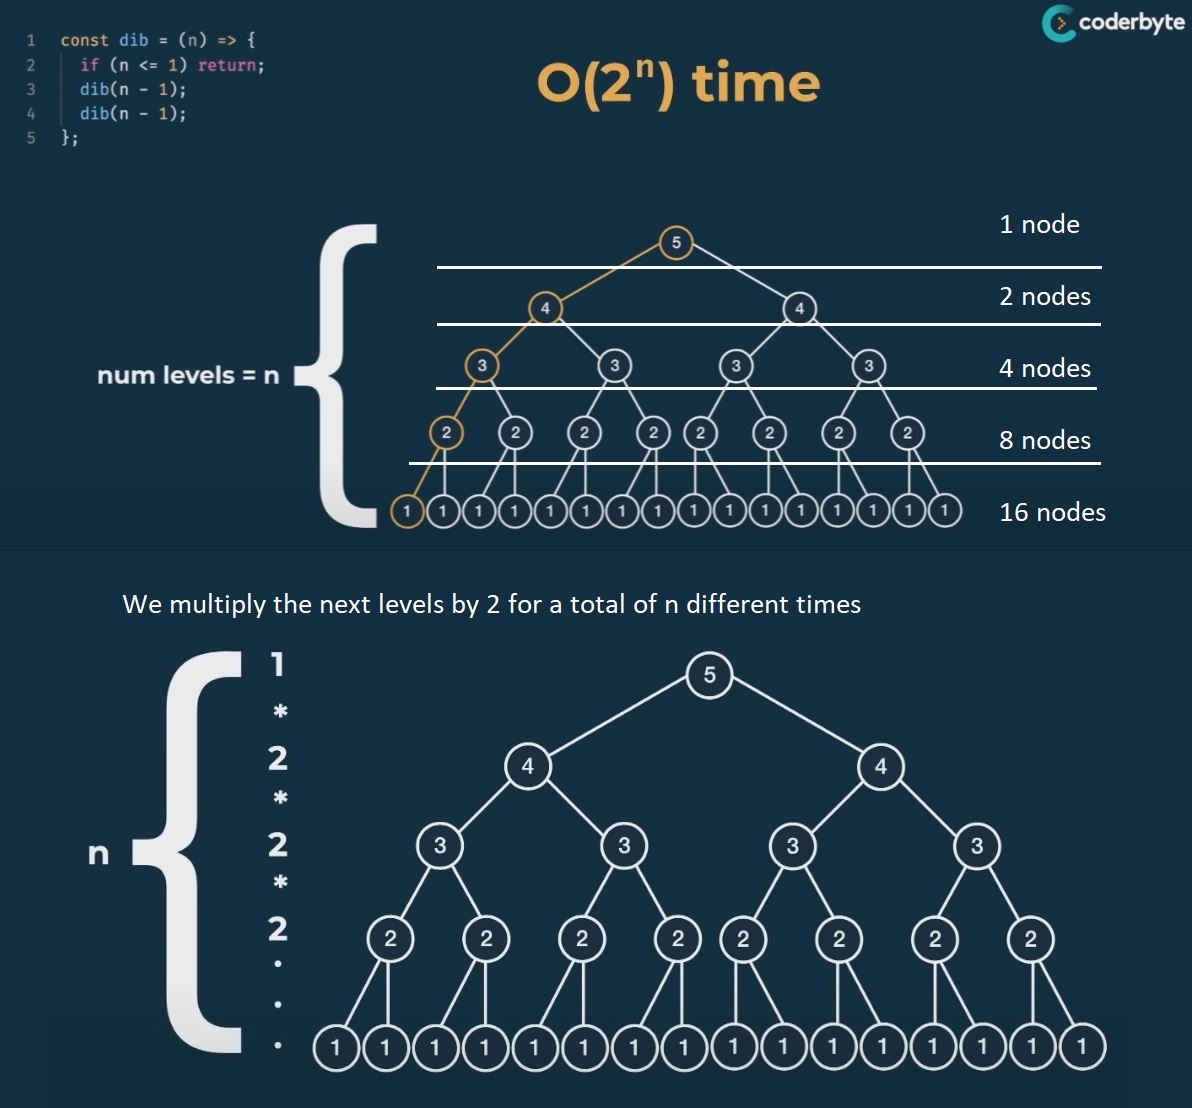 coderbyte
1 const dib = (n) => {
2 if (n <= 1) return;
3 dib(n - 1);
4 dib(n - 1);
5 };
O(2ⁿ) time
num levels = n
5
1 node
4 4
2 nodes
3 3 3 3
4 nodes
2 2 2 2 2 2 2 2
8 nodes
1 1 1 1 1 1 1 1 1 1 1 1 1 1 1 1
16 nodes
We multiply the next levels by 2 for a total of n different times
n
1
*
2
*
2
*
2
.
.
.
5
4 4
3 3 3 3
2 2 2 2 2 2 2 2
1 1 1 1 1 1 1 1 1 1 1 1 1 1 1 1